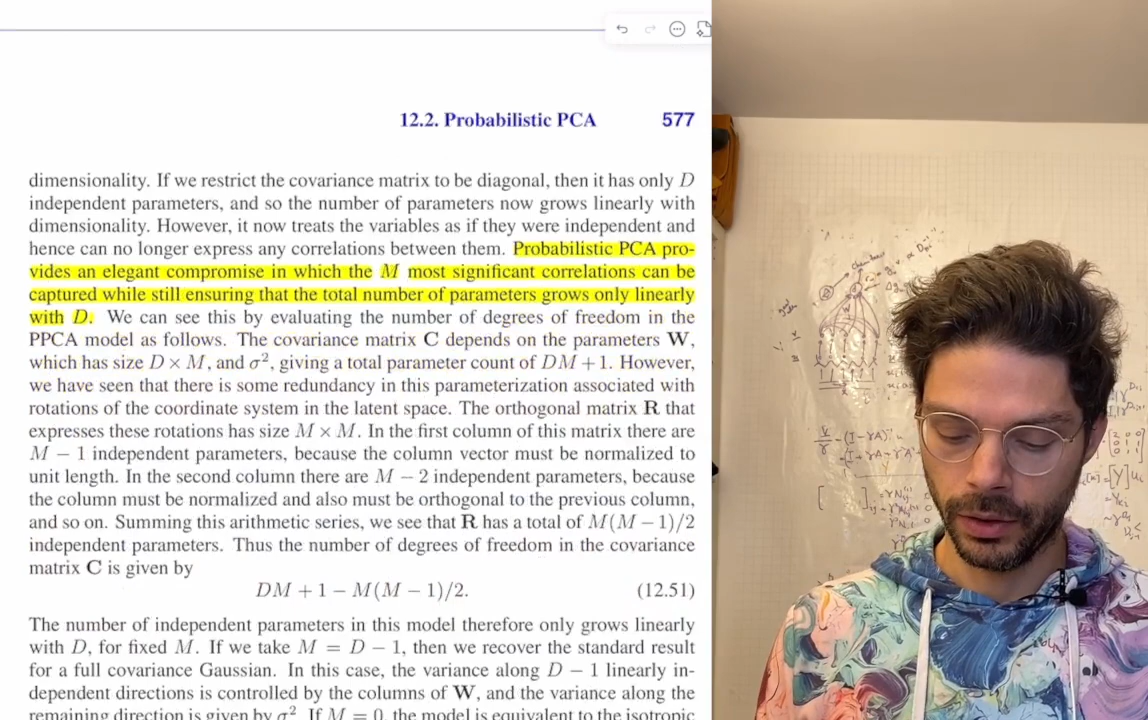 12.2. Probabilistic PCA 577
dimensionality. If we restrict the covariance matrix to be diagonal, then it has only D
independent parameters, and so the number of parameters now grows linearly with
dimensionality. However, it now treats the variables as if they were independent and
hence can no longer express any correlations between them. Probabilistic PCA pro-
vides an elegant compromise in which the M most significant correlations can be
captured while still ensuring that the total number of parameters grows only linearly
with D. We can see this by evaluating the number of degrees of freedom in the
PPCA model as follows. The covariance matrix C depends on the parameters W,
which has size D × M, and σ², giving a total parameter count of DM + 1. However,
we have seen that there is some redundancy in this parameterization associated with
rotations of the coordinate system in the latent space. The orthogonal matrix R that
expresses these rotations has size M × M. In the first column of this matrix there are
M − 1 independent parameters, because the column vector must be normalized to
unit length. In the second column there are M − 2 independent parameters, because
the column must be normalized and also must be orthogonal to the previous column,
and so on. Summing this arithmetic series, we see that R has a total of M(M − 1)/2
independent parameters. Thus the number of degrees of freedom in the covariance
matrix C is given by
DM + 1 − M(M − 1)/2. (12.51)
The number of independent parameters in this model therefore only grows linearly
with D, for fixed M. If we take M = D − 1, then we recover the standard result
for a full covariance Gaussian. In this case, the variance along D − 1 linearly in-
dependent directions is controlled by the columns of W, and the variance along the
remaining direction is given by σ². If M = 0, the model is equivalent to the isotropic